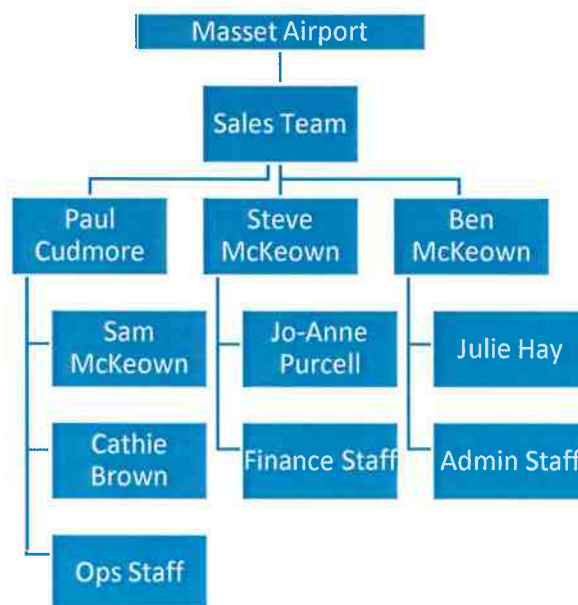 Masset Airport
Sales Team
Paul
Cudmore
Steve
McKeown
Ben
McKeown
Sam
McKeown
Jo-Anne
Purcell
Julie Hay
Cathie
Brown
Finance Staff
Admin Staff
Ops Staff